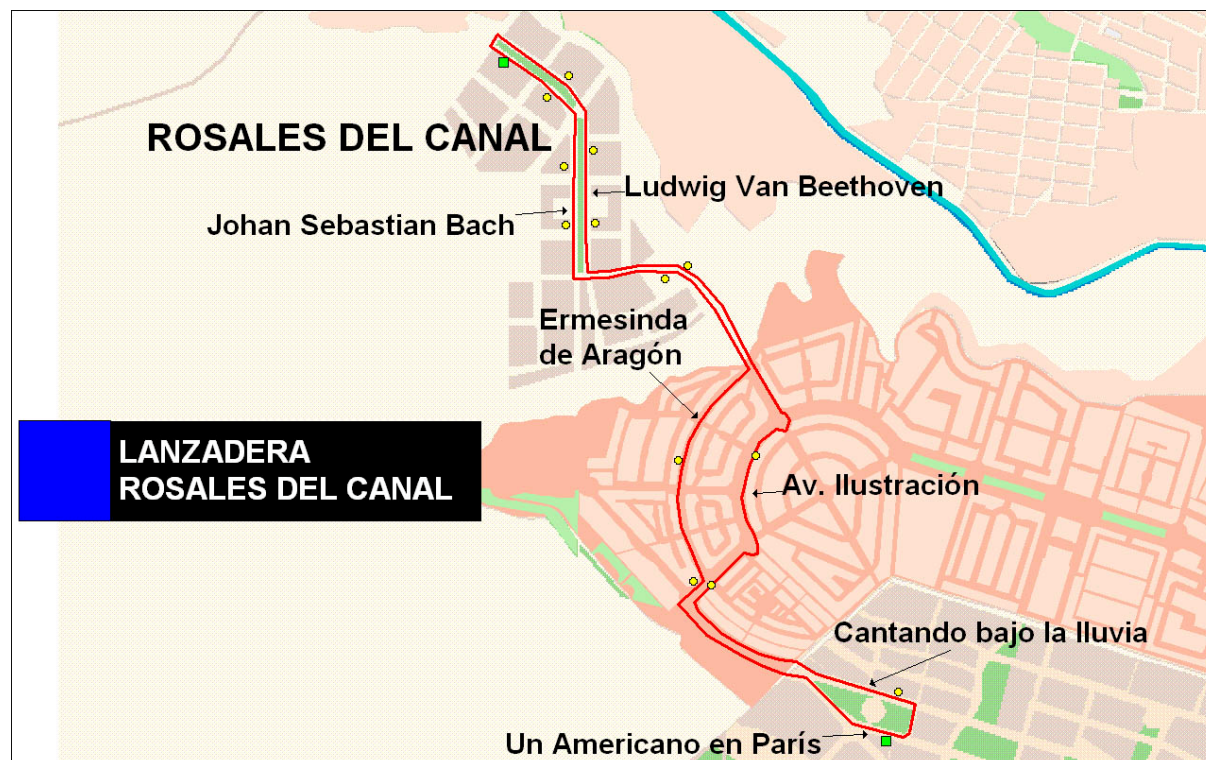 ROSALES DEL CANAL
Ludwig Van Beethoven
Johan Sebastian Bach
Ermesinda
de Aragón
LANZADERA
ROSALES DEL CANAL
Av. Ilustración
Cantando bajo la lluvia
Un Americano en París